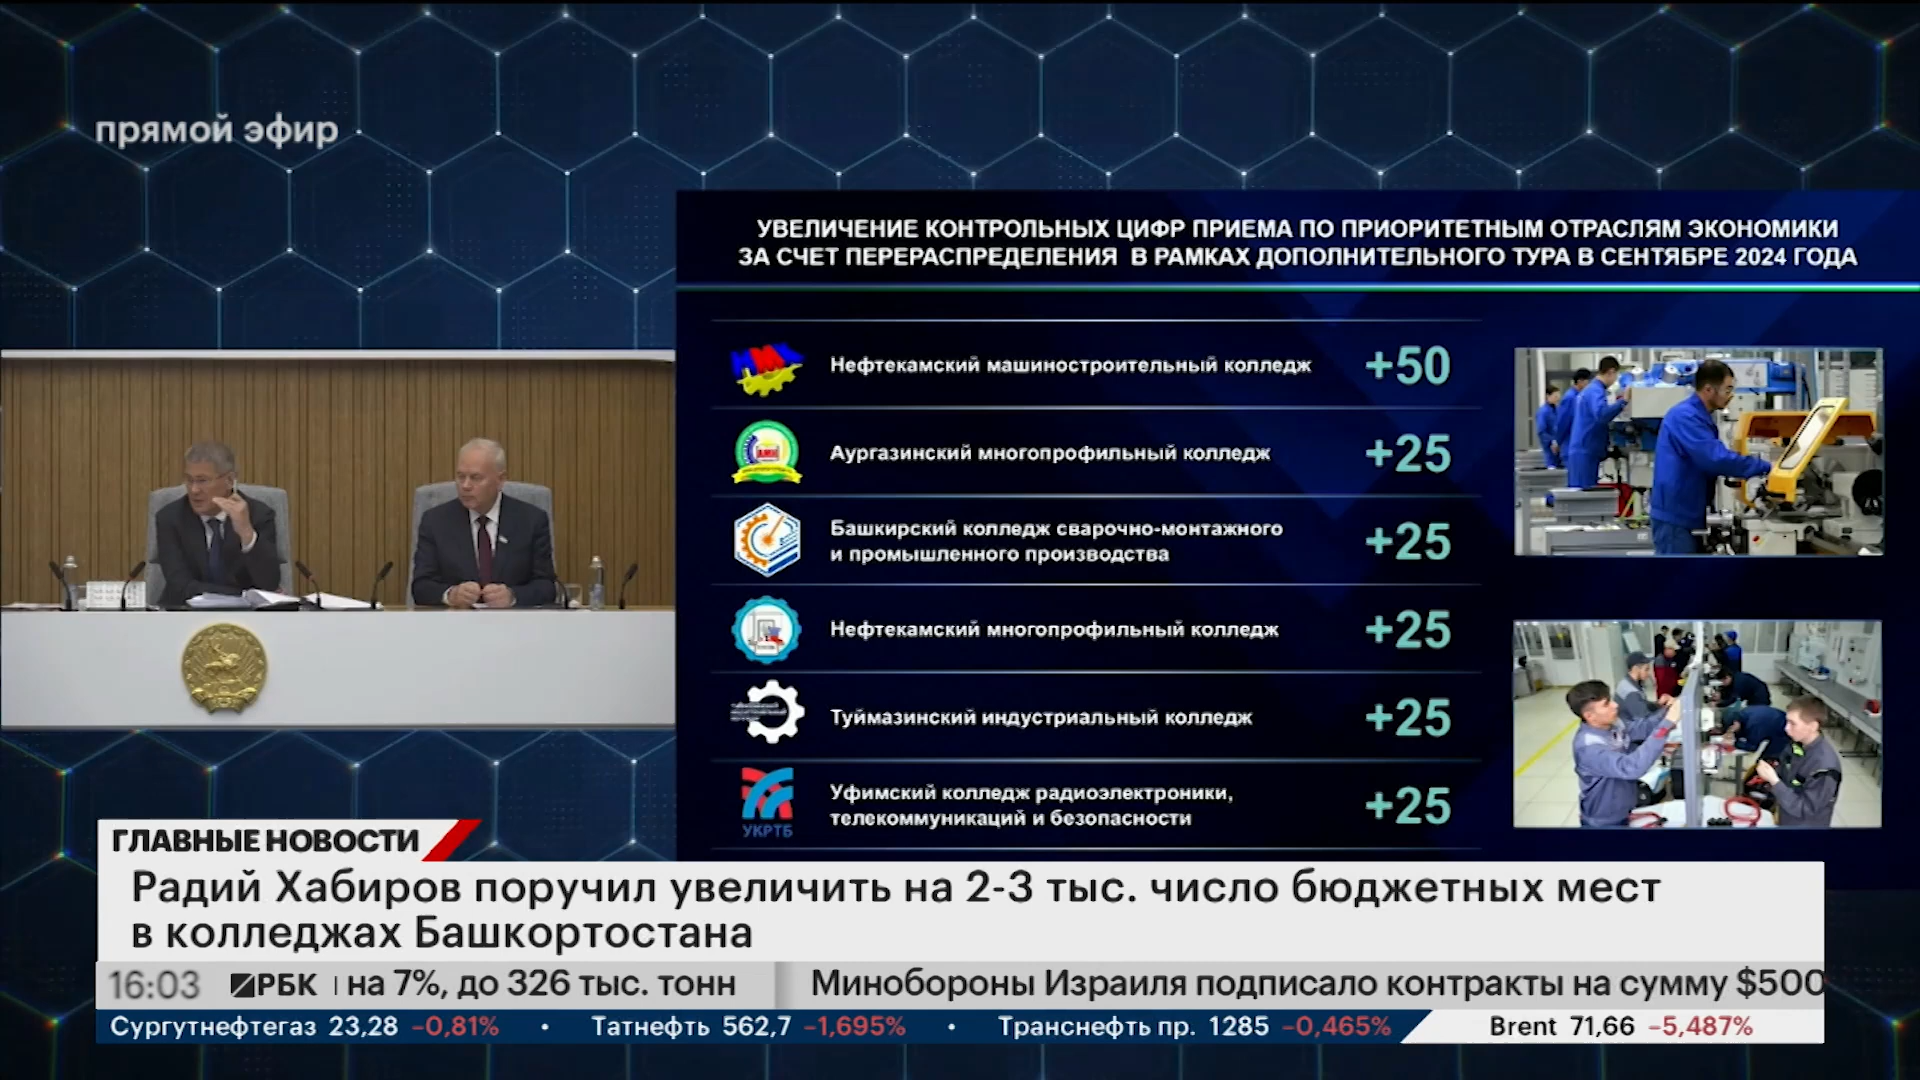 прямой эфир
УВЕЛИЧЕНИЕ КОНТРОЛЬНЫХ ЦИФР ПРИЕМА ПО ПРИОРИТЕТНЫМ ОТРАСЛЯМ ЭКОНОМИКИ
ЗА СЧЕТ ПЕРЕРАСПРЕДЕЛЕНИЯ В РАМКАХ ДОПОЛНИТЕЛЬНОГО ТУРА В СЕНТЯБРЕ 2024 ГОДА
Нефтекамский машиностроительный колледж +50
Аургазинский многопрофильный колледж +25
Башкирский колледж сварочно-монтажного
и промышленного производства +25
Нефтекамский многопрофильный колледж +25
Туймазинский индустриальный колледж +25
Уфимский колледж радиоэлектроники,
телекоммуникаций и безопасности +25
УКРТБ
ГЛАВНЫЕ НОВОСТИ
Радий Хабиров поручил увеличить на 2-3 тыс. число бюджетных мест
в колледжах Башкортостана
16:03 РБК на 7%, до 326 тыс. тонн Минобороны Израиля подписало контракты на сумму $500
Сургутнефтегаз 23,28 -0,81% • Татнефть 562,7 -1,695% • Транснефть пр. 1285 -0,465% Brent 71,66 -5,487%